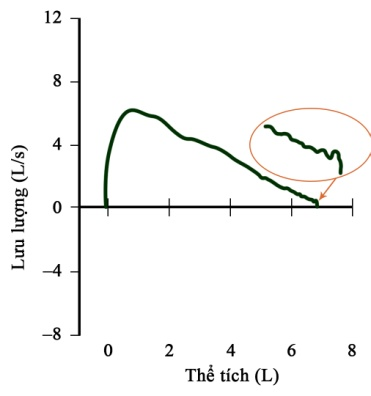 12
8
4
0
–4
–8
Lưu lượng (L/s)
0 2 4 6 8
Thể tích (L)